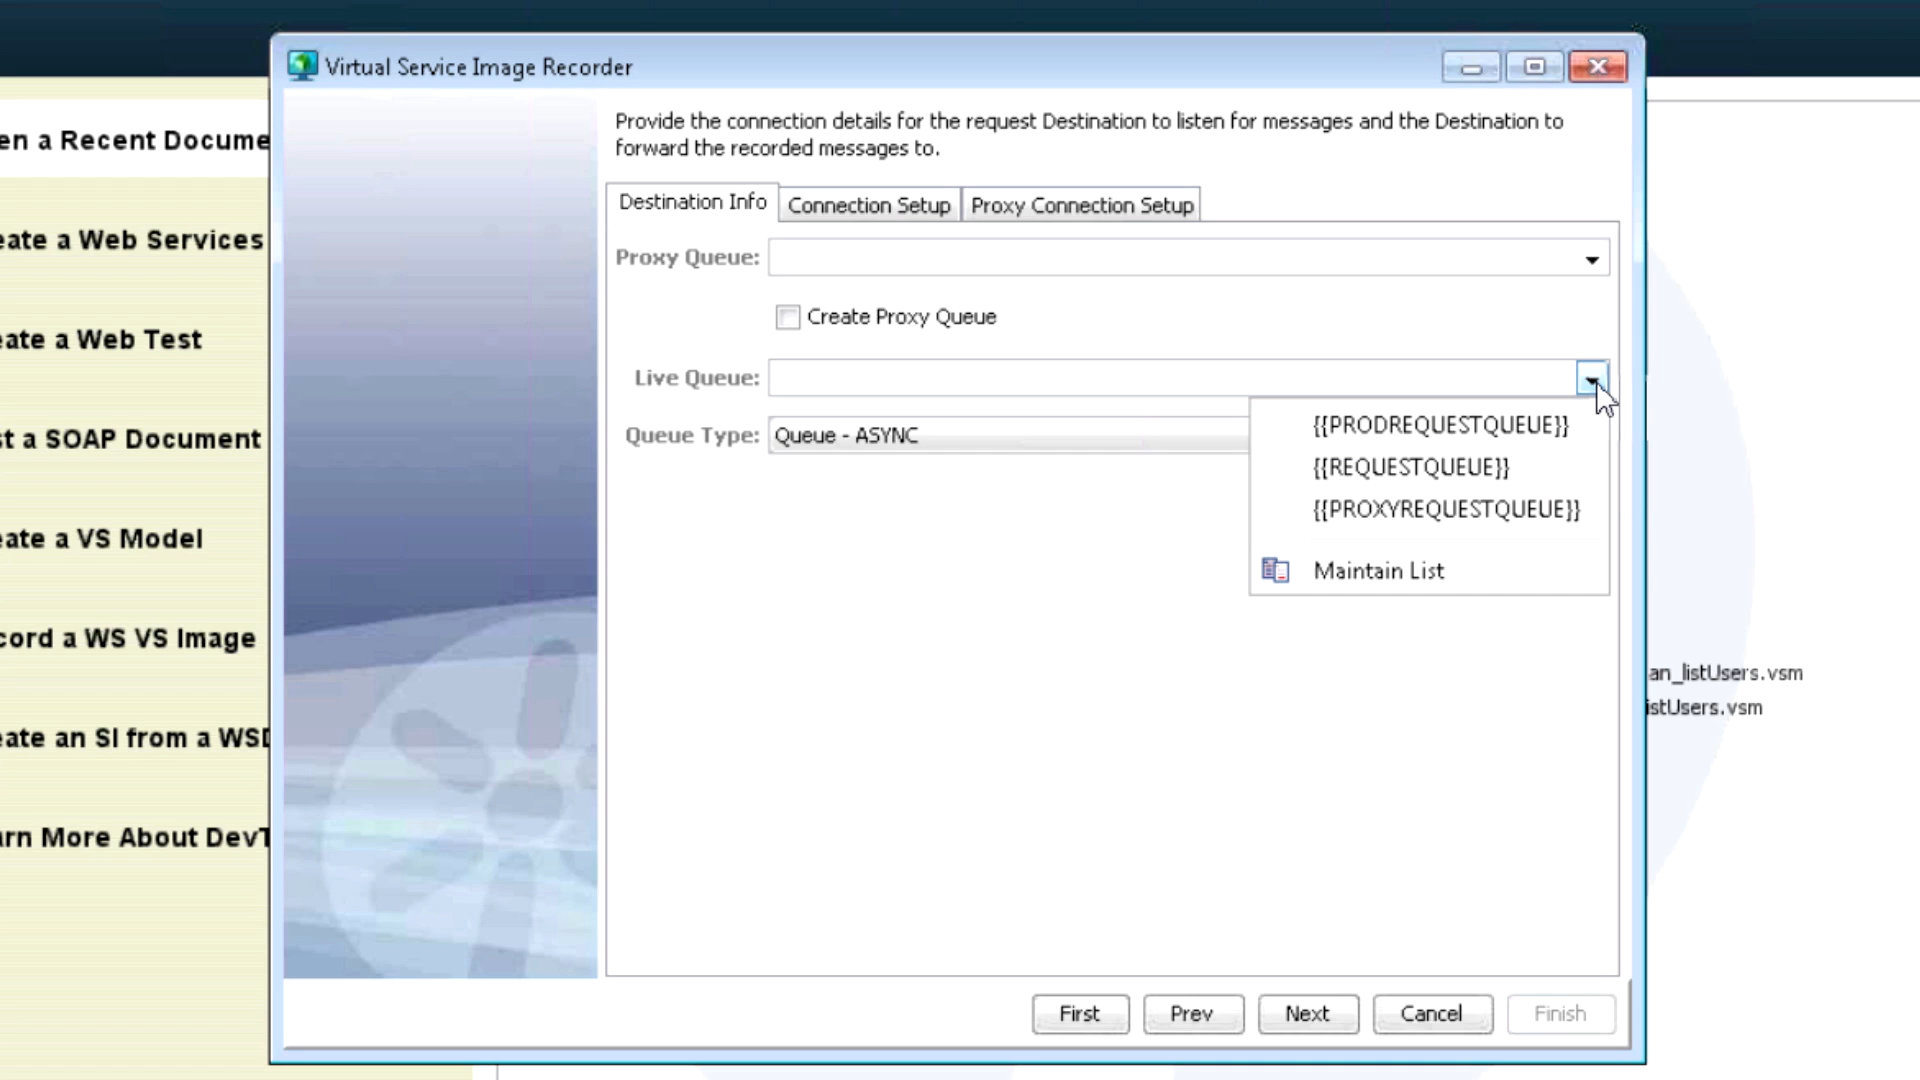 Virtual Service Image Recorder
en a Recent Docume
eate a Web Services
eate a Web Test
st a SOAP Document
eate a VS Model
cord a WS VS Image
eate an SI from a WSD
arn More About DevT
Provide the connection details for the request Destination to listen for messages and the Destination to
forward the recorded messages to.
Destination Info Connection Setup Proxy Connection Setup
Proxy Queue:
Create Proxy Queue
Live Queue:
Queue Type: Queue - ASYNC
{{PRODREQUESTQUEUE}}
{{REQUESTQUEUE}}
{{PROXYREQUESTQUEUE}}
Maintain List
an_listUsers.vsm
istUsers.vsm
First Prev Next Cancel Finish